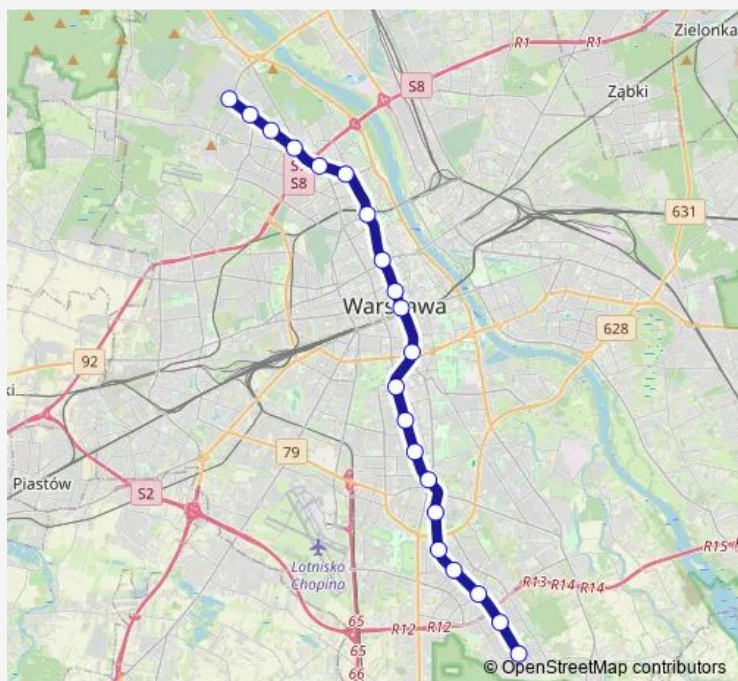 Zielonka
R1 R1
Ząbki
S8
S8
631
Warszawa
628
92
79
Piastów
S2
Lotnisko
Chopina
R15
R13 R14 R14
R12 R12
65
65
66
© OpenStreetMap contributors